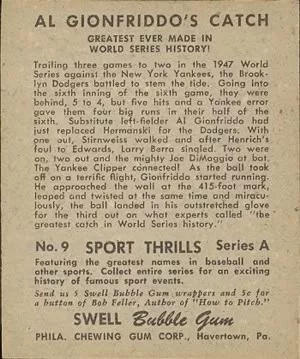 AL GIONFRIDDO'S CATCH
GREATEST EVER MADE IN
WORLD SERIES HISTORY!
Trailing three games to two in the 1947 World
Series against the New York Yankees, the Brook-
lyn Dodgers battled to stem the tide. Going into
the sixth inning of the sixth game, they were
behind, 5 to 4, but five hits and a Yankee error
gave them four big runs in their half of the
sixth. Substitute left-fielder Al Gionfriddo had
just replaced Hermanski for the Dodgers. With
one out, Stirnweiss walked and after Henrich's
foul to Edwards, Larry Berra singled. Two were
on, two out and the mighty Joe DiMaggio at bat.
The Yankee Clipper connected! As the ball took
off on a terrific flight, Gionfriddo started running.
He approached the wall at the 415-foot mark,
leaped and twisted at the same time and miracu-
lously, the ball landed in his outstretched glove
for the third out on what experts called "the
greatest catch in World Series history."
No. 9 SPORT THRILLS Series A
Featuring the greatest names in baseball and
other sports. Collect entire series for an exciting
history of famous sport events.
Send us 5 Swell Bubble Gum wrappers and 5c for
a button of Bob Feller, Author of "How to Pitch."
SWELL Bubble Gum
PHILA. CHEWING GUM CORP., Havertown, Pa.